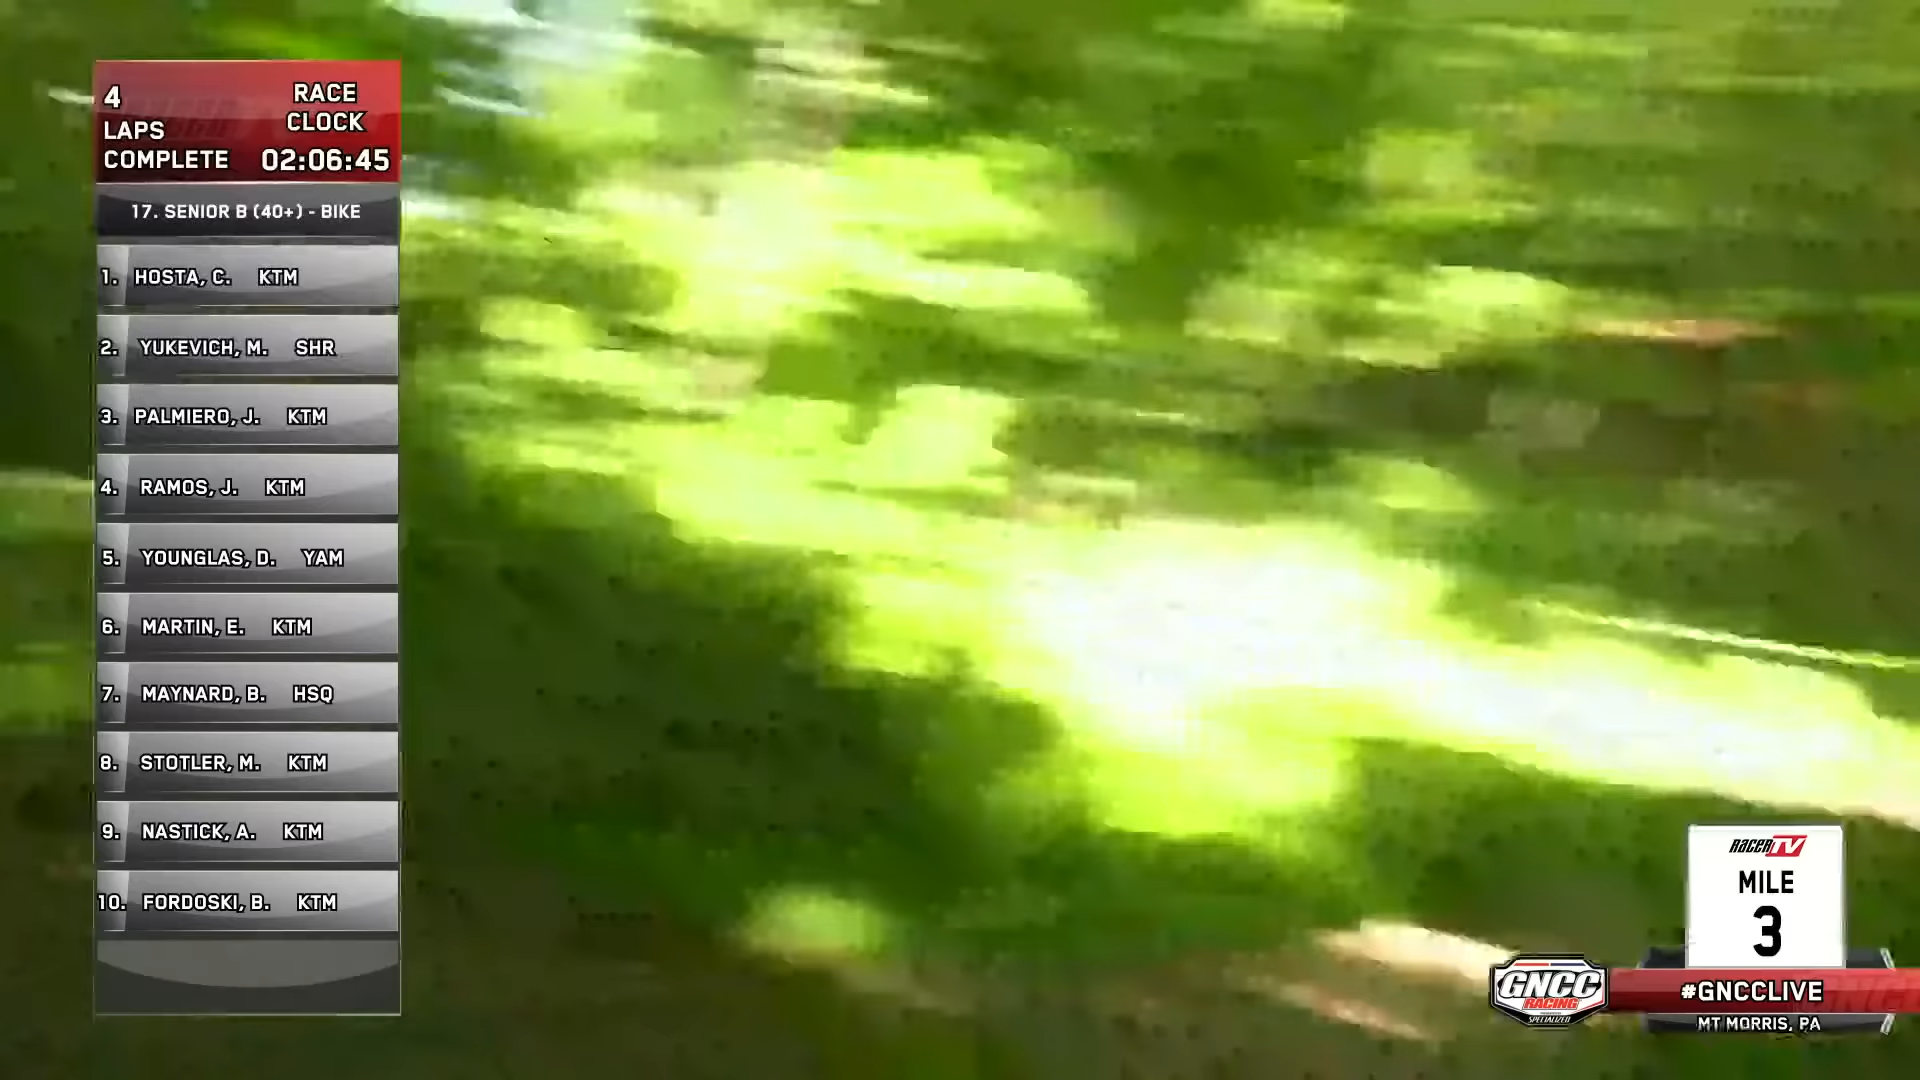 4
LAPS
COMPLETE
RACE
CLOCK
02:06:45
17. SENIOR B (40+) - BIKE
1. HOSTA, C. KTM
2. YUKEVICH, M. SHR
3. PALMIERO, J. KTM
4. RAMOS, J. KTM
5. YOUNGLAS, D. YAM
6. MARTIN, E. KTM
7. MAYNARD, B. HSQ
8. STOTLER, M. KTM
9. NASTICK, A. KTM
10. FORDOSKI, B. KTM
RACERTV
MILE
3
GNCC
RACING
SPECIALIZED
#GNCCLIVE
MT MORRIS, PA